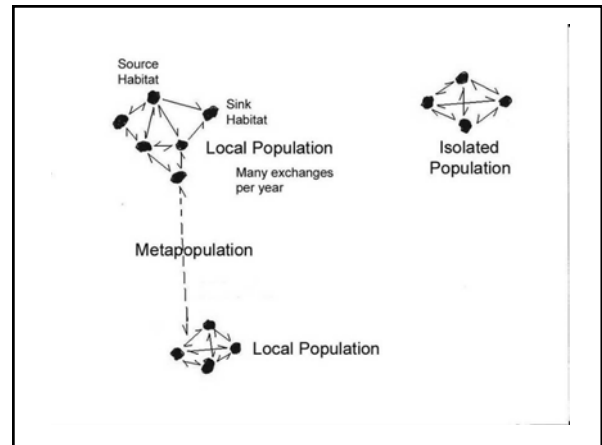 Source
Habitat
Sink
Habitat
Local Population
Many exchanges
per year
Isolated
Population
Metapopulation
Local Population